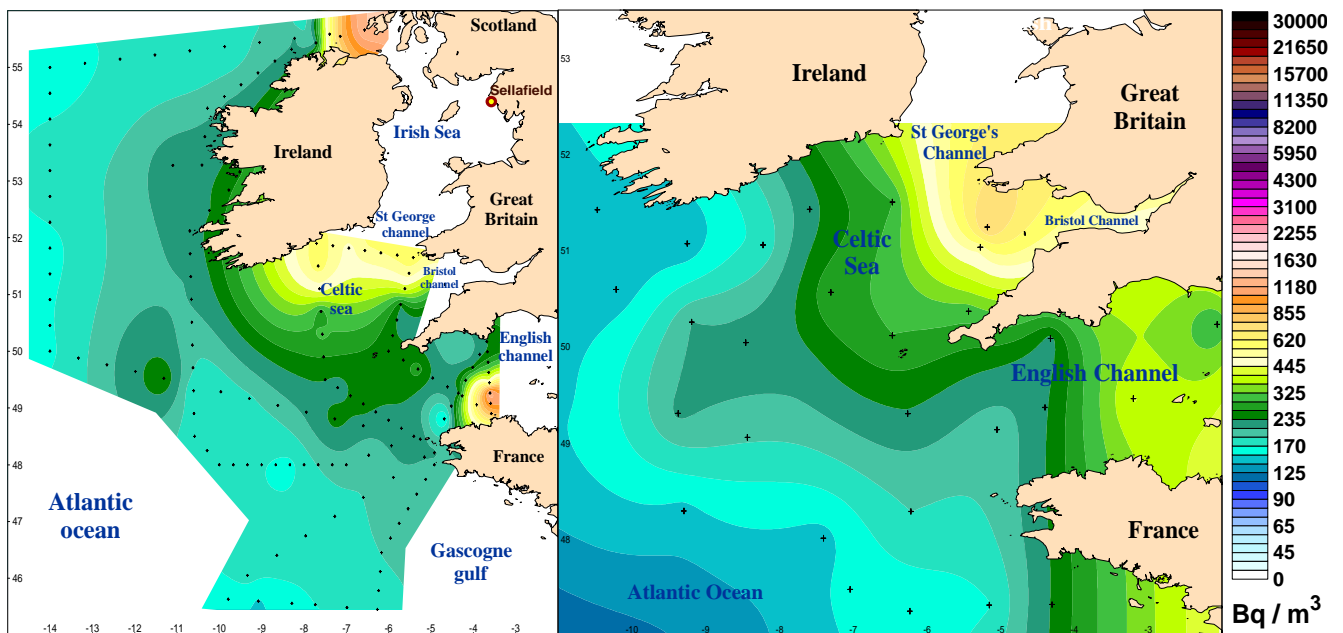 Scotland
Sellafield
Irish Sea
Ireland
Great
Britain
St George
channel
Bristol
channel
Celtic
sea
English
channel
France
Atlantic
ocean
Gascogne
gulf
55
54
53
52
51
50
49
48
47
46
-14
-13
-12
-11
-10
-9
-8
-7
-6
-5
-4
-3
Ireland
Great
Britain
St George's
Channel
Bristol Channel
Celtic
Sea
English Channel
France
Atlantic Ocean
53
52
51
50
49
48
-10
-9
-8
-7
-6
-5
-4
-3
30000
21650
15700
11350
8200
5950
4300
3100
2255
1630
1180
855
620
445
325
235
170
125
90
65
45
0
Bq / m³